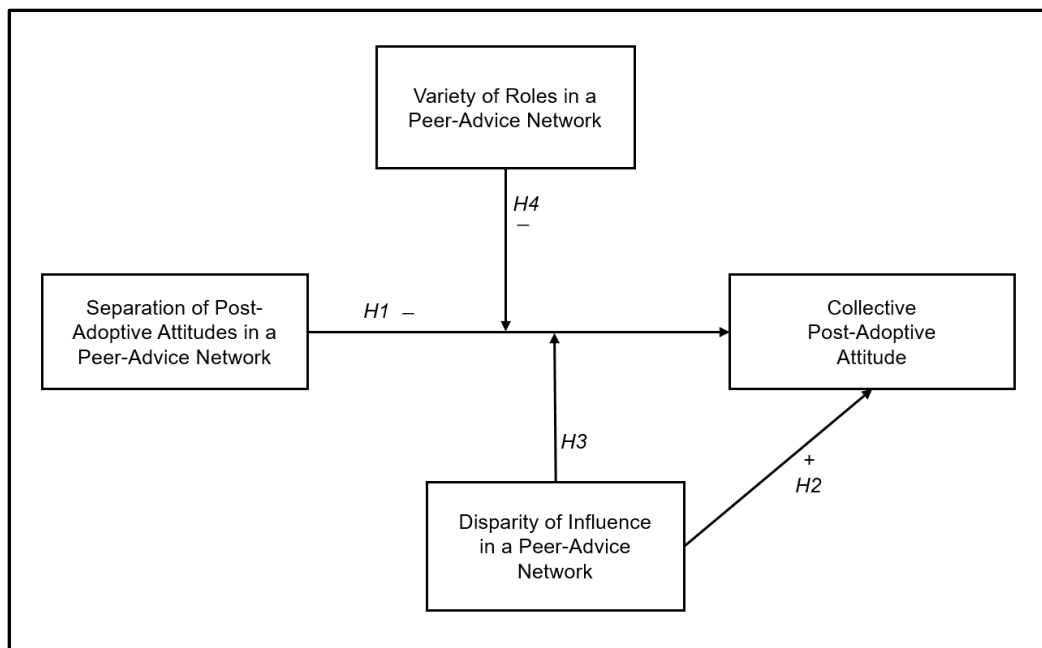 Variety of Roles in a
Peer-Advice Network
H4
–
Separation of Post-
Adoptive Attitudes in a
Peer-Advice Network
H1 –
Collective
Post-Adoptive
Attitude
H3
+
H2
Disparity of Influence
in a Peer-Advice
Network